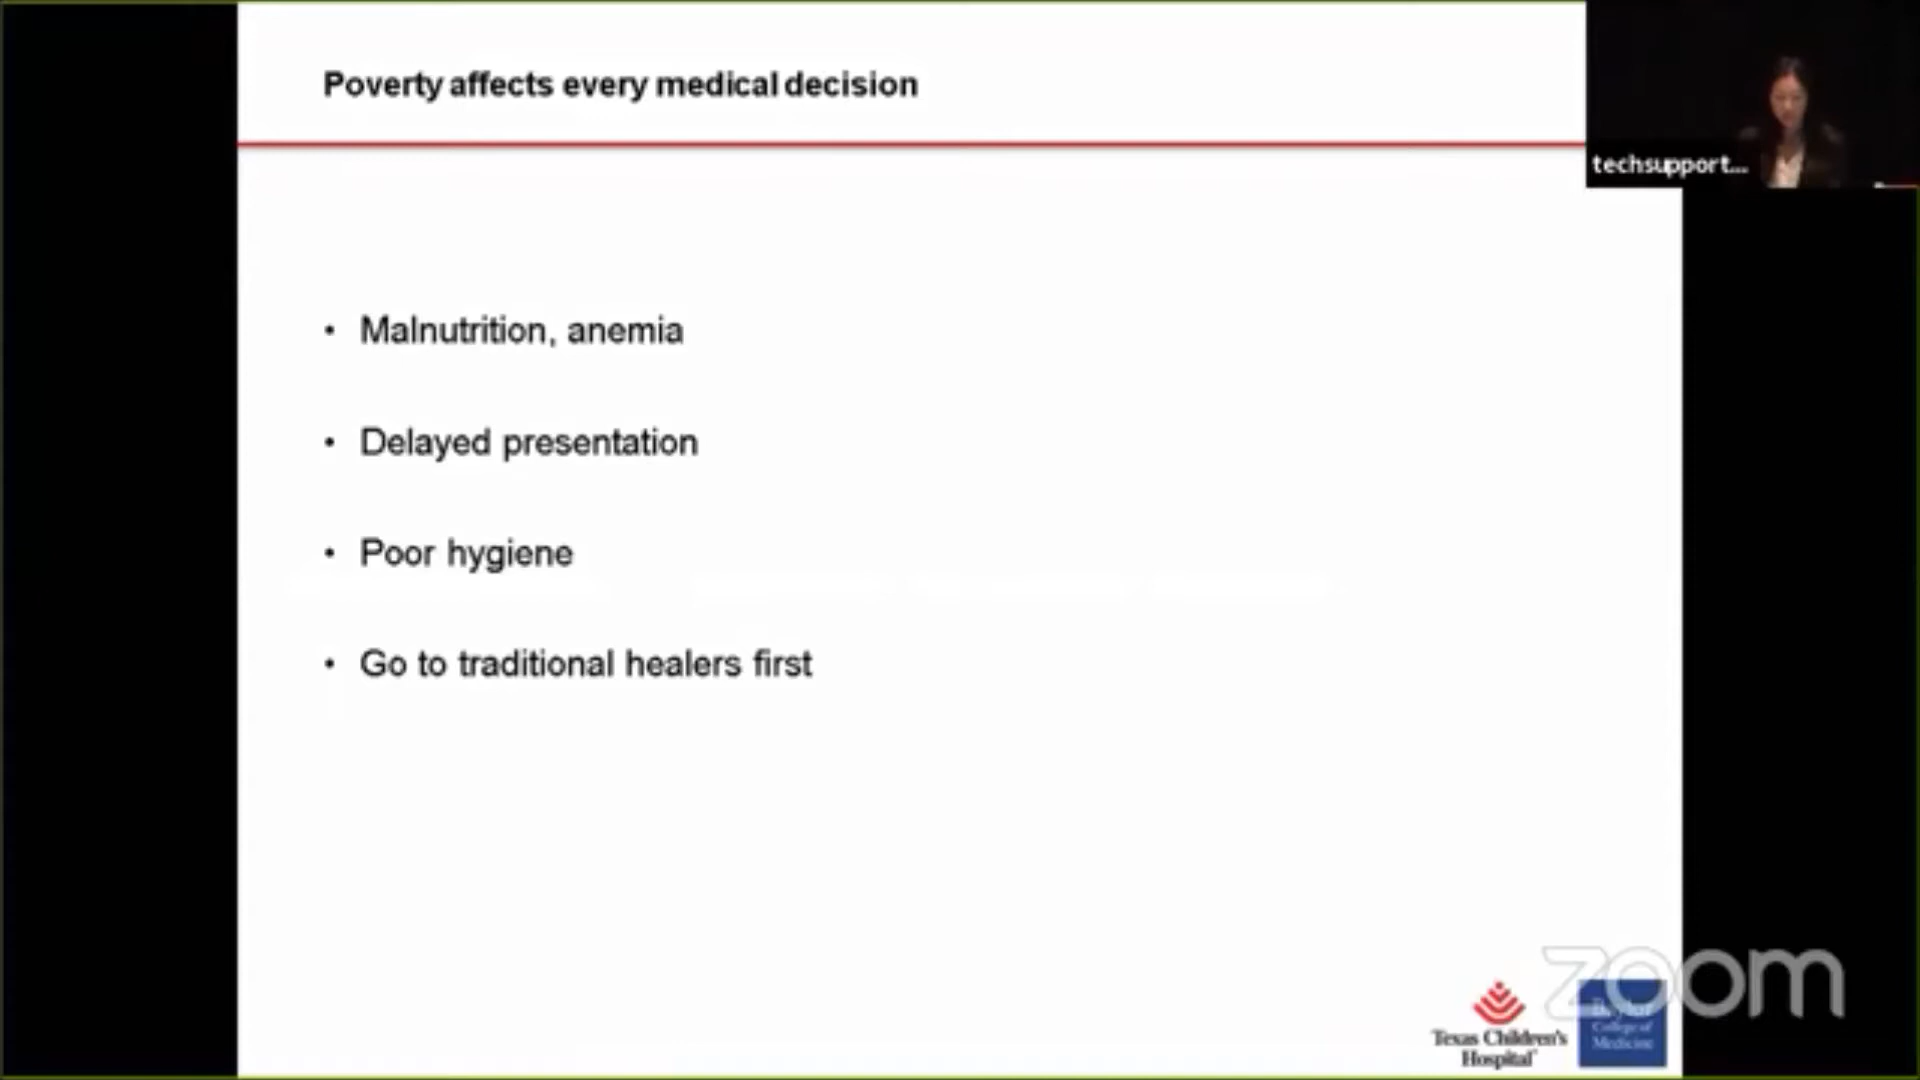 Poverty affects every medical decision
techsupport...
• Malnutrition, anemia
• Delayed presentation
• Poor hygiene
• Go to traditional healers first
zoom
Texas Children's
Hospital
Baylor
College of
Medicine